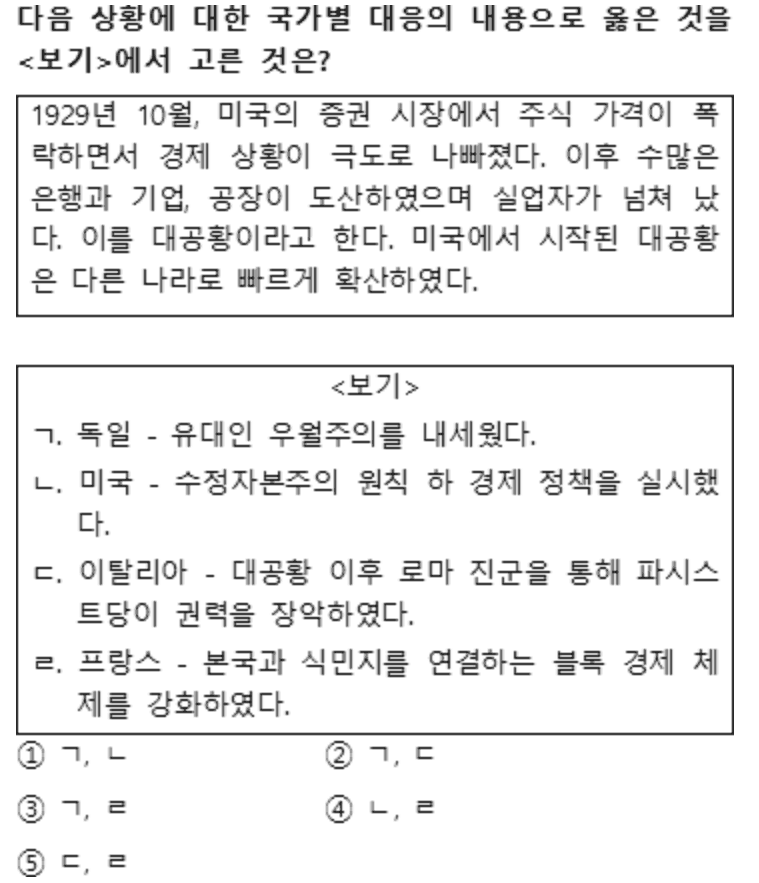 다음 상황에 대한 국가별 대응의 내용으로 옳은 것을
<보기>에서 고른 것은?
1929년 10월, 미국의 증권 시장에서 주식 가격이 폭
락하면서 경제 상황이 극도로 나빠졌다. 이후 수많은
은행과 기업, 공장이 도산하였으며 실업자가 넘쳐 났
다. 이를 대공황이라고 한다. 미국에서 시작된 대공황
은 다른 나라로 빠르게 확산하였다.
<보기>
ㄱ. 독일 - 유대인 우월주의를 내세웠다.
ㄴ. 미국 - 수정자본주의 원칙 하 경제 정책을 실시했
다.
ㄷ. 이탈리아 - 대공황 이후 로마 진군을 통해 파시스
트당이 권력을 장악하였다.
ㄹ. 프랑스 - 본국과 식민지를 연결하는 블록 경제 체
제를 강화하였다.
① ㄱ, ㄴ ② ㄱ, ㄷ
③ ㄱ, ㄹ ④ ㄴ, ㄹ
⑤ ㄷ, ㄹ